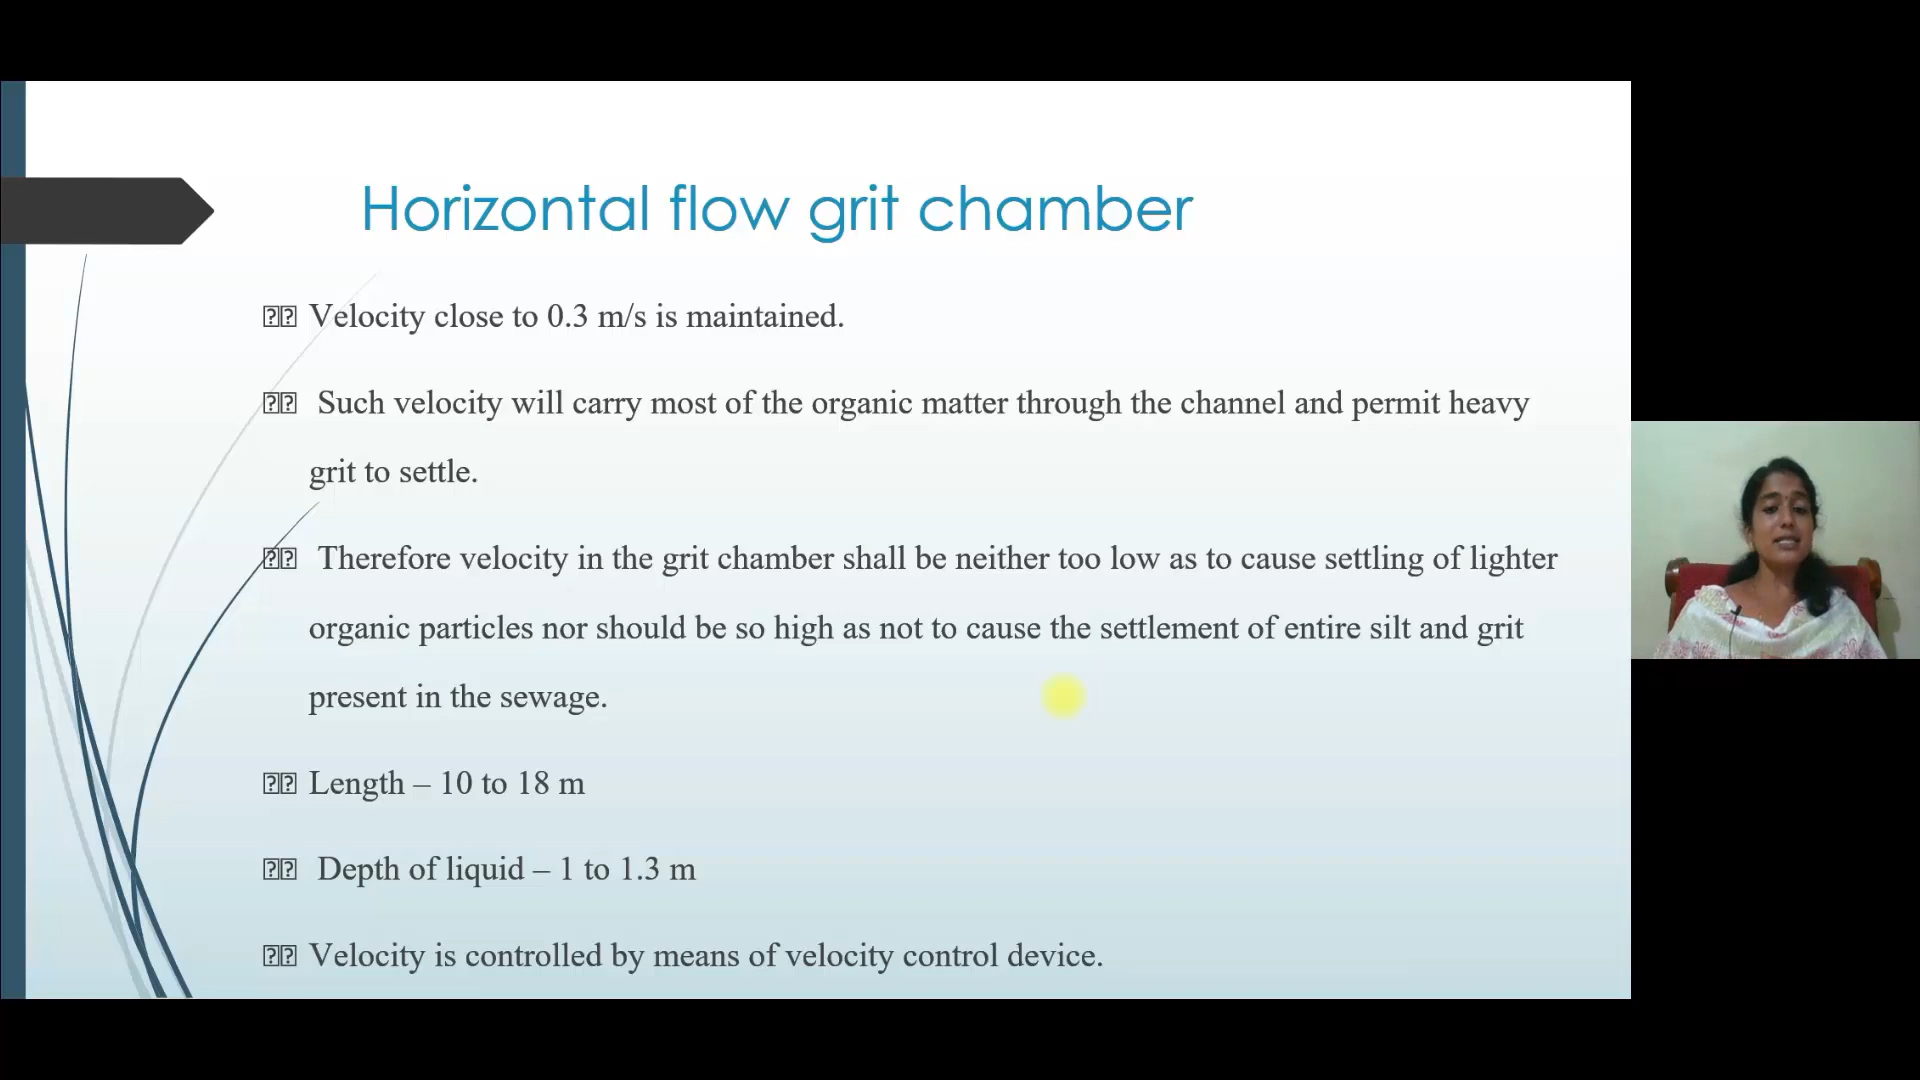 Horizontal flow grit chamber
Velocity close to 0.3 m/s is maintained.
Such velocity will carry most of the organic matter through the channel and permit heavy
grit to settle.
Therefore velocity in the grit chamber shall be neither too low as to cause settling of lighter
organic particles nor should be so high as not to cause the settlement of entire silt and grit
present in the sewage.
Length – 10 to 18 m
Depth of liquid – 1 to 1.3 m
Velocity is controlled by means of velocity control device.